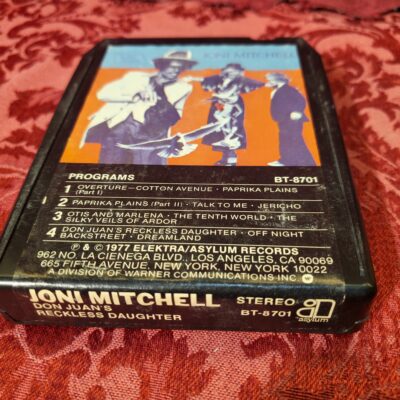 JONI MITCHELL
PROGRAMS BT-8701
1 OVERTURE—COTTON AVENUE • PAPRIKA PLAINS
(Part I)
2 PAPRIKA PLAINS (Part II) • TALK TO ME • JERICHO
3 OTIS AND MARLENA • THE TENTH WORLD • THE
SILKY VEILS OF ARDOR
4 DON JUAN'S RECKLESS DAUGHTER • OFF NIGHT
BACKSTREET • DREAMLAND
℗ & © 1977 ELEKTRA/ASYLUM RECORDS
962 NO. LA CIENEGA BLVD., LOS ANGELES, CA 90069
665 FIFTH AVENUE, NEW YORK, NEW YORK 10022
A DIVISION OF WARNER COMMUNICATIONS INC.
JONI MITCHELL STEREO
DON JUAN'S BT-8701 asylum
RECKLESS DAUGHTER